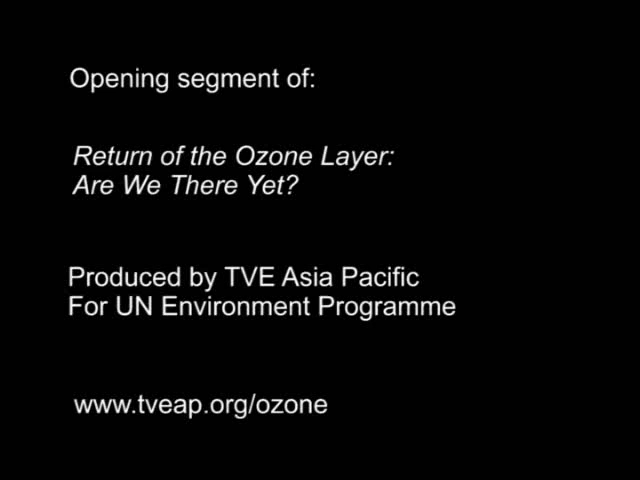 Opening segment of:
Return of the Ozone Layer:
Are We There Yet?
Produced by TVE Asia Pacific
For UN Environment Programme
www.tveap.org/ozone